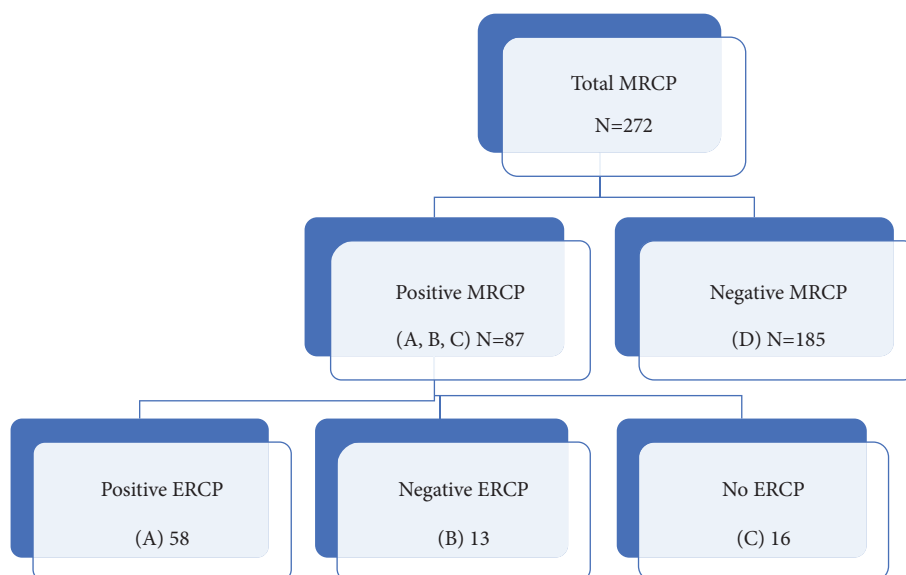 Total MRCP
N=272
Positive MRCP
(A, B, C) N=87
Negative MRCP
(D) N=185
Positive ERCP
(A) 58
Negative ERCP
(B) 13
No ERCP
(C) 16